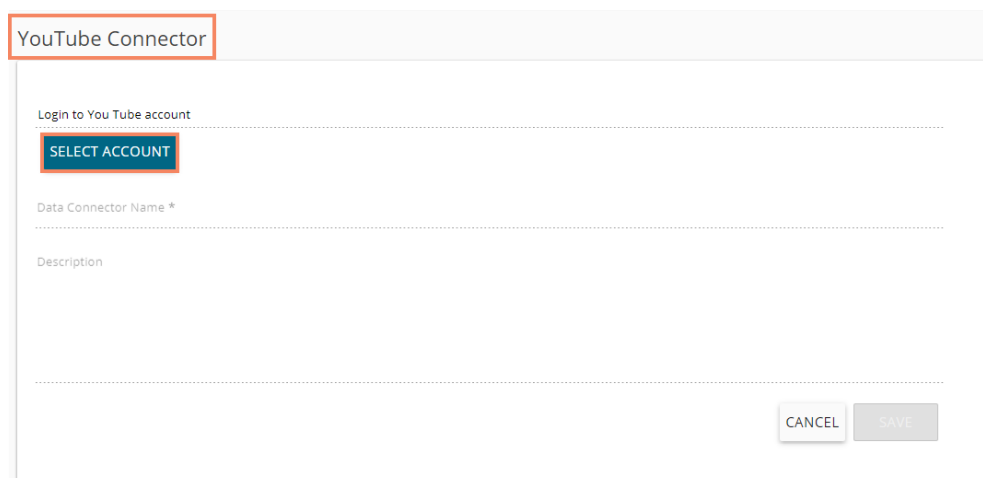 YouTube Connector
Login to You Tube account
SELECT ACCOUNT
Data Connector Name *
Description
CANCEL SAVE